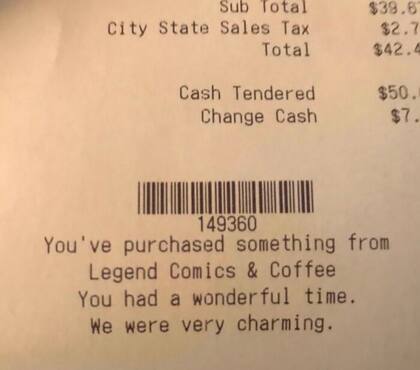 Sub Total $39.6
City State Sales Tax $2.7
Total $42.4
Cash Tendered $50.
Change Cash $7.
149360
You've purchased something from
Legend Comics & Coffee
You had a wonderful time.
We were very charming.